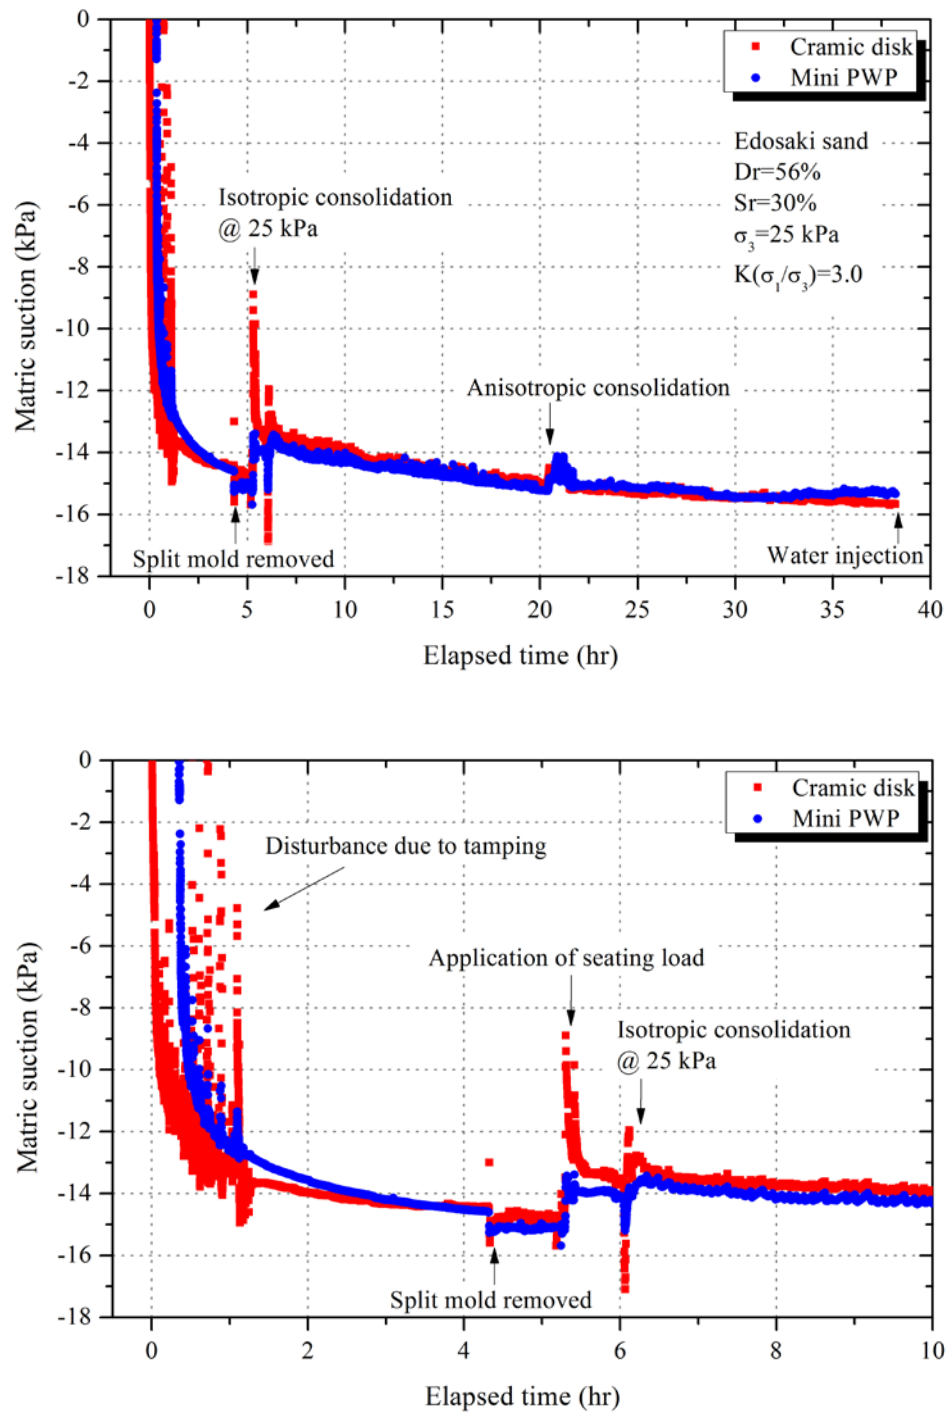 0
-2
-4
-6
-8
-10
-12
-14
-16
-18
Matric suction (kPa)
Cramic disk
Mini PWP
Edosaki sand
Dr=56%
Sr=30%
σ₃=25 kPa
K(σ₁/σ₃)=3.0
Isotropic consolidation
@ 25 kPa
Anisotropic consolidation
Split mold removed
Water injection
0 5 10 15 20 25 30 35 40
Elapsed time (hr)
0
-2
-4
-6
-8
-10
-12
-14
-16
-18
Matric suction (kPa)
Cramic disk
Mini PWP
Disturbance due to tamping
Application of seating load
Isotropic consolidation
@ 25 kPa
Split mold removed
0 2 4 6 8 10
Elapsed time (hr)